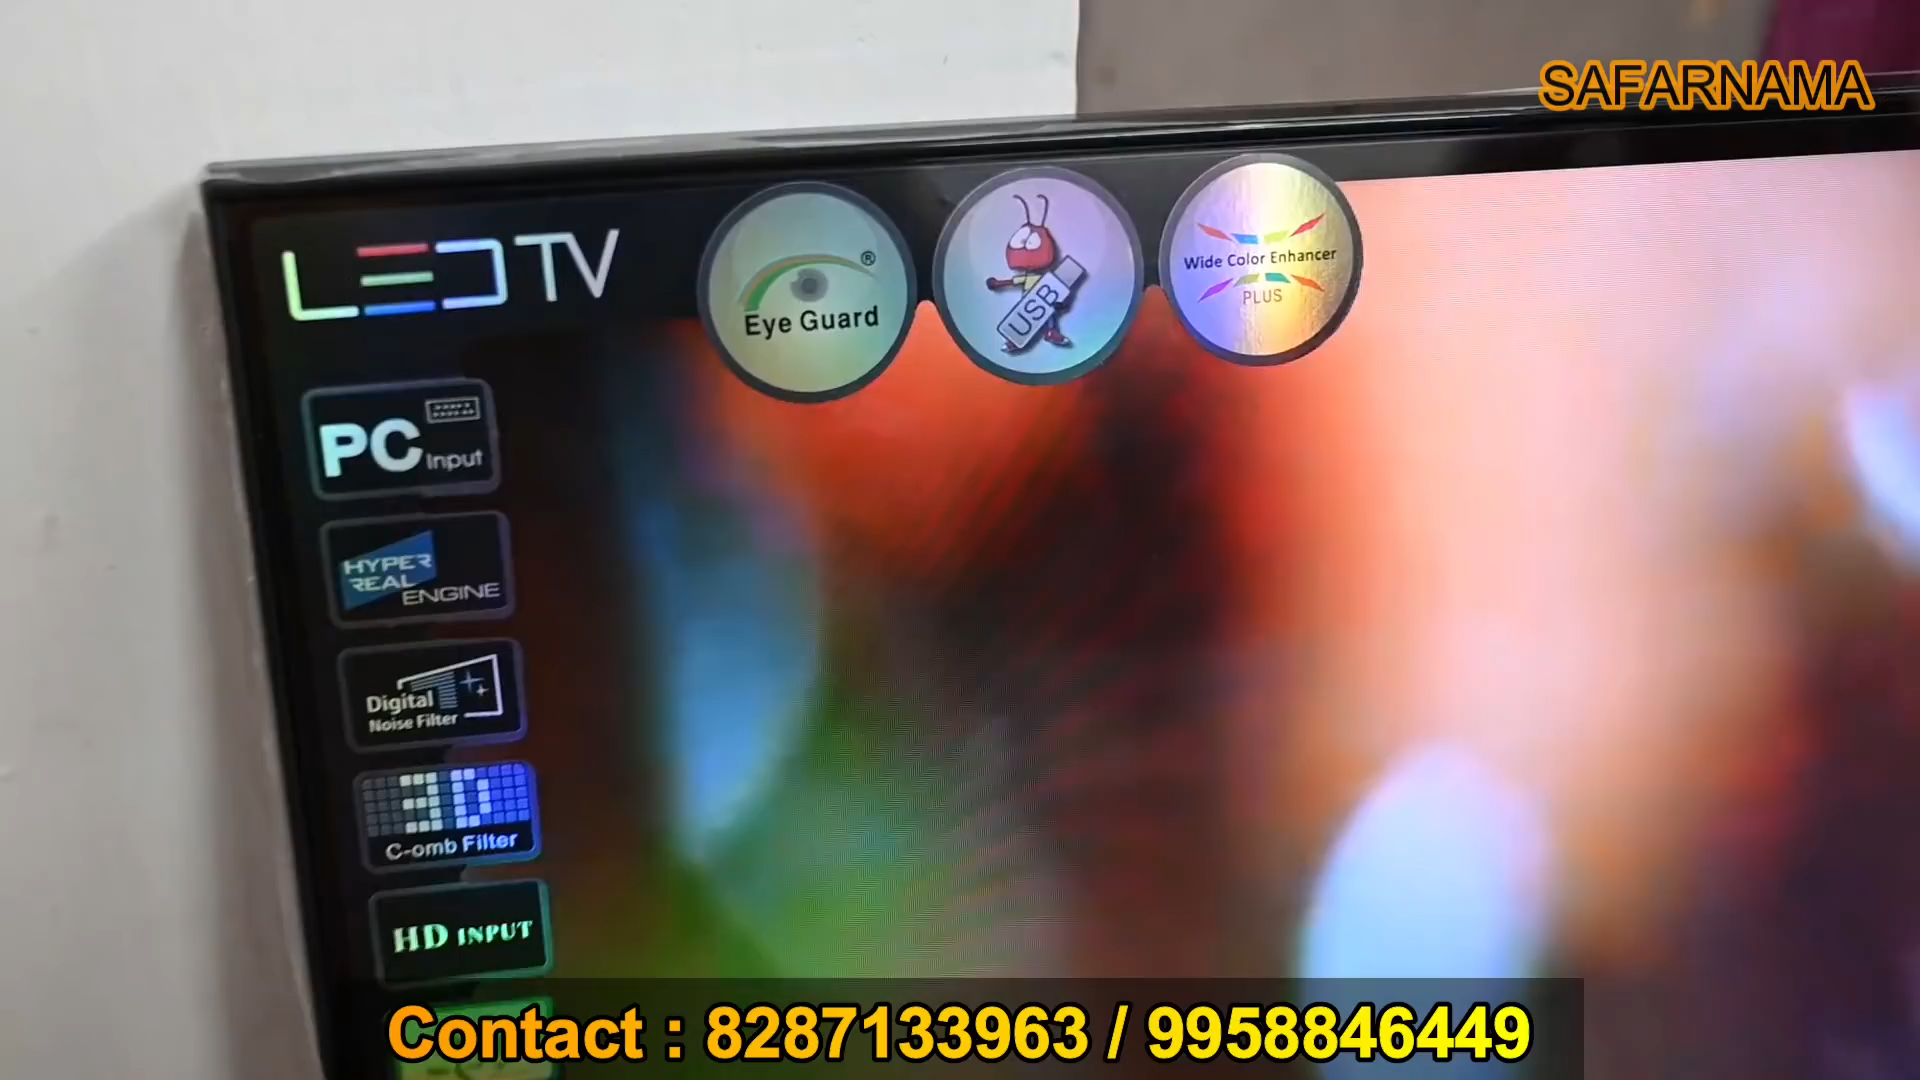 SAFARNAMA
LED TV
Eye Guard ®
USB
Wide Color Enhancer
PLUS
PC Input
HYPER
REAL
ENGINE
Digital
Noise Filter
3D
C-omb Filter
HD INPUT
Contact : 8287133963 / 9958846449